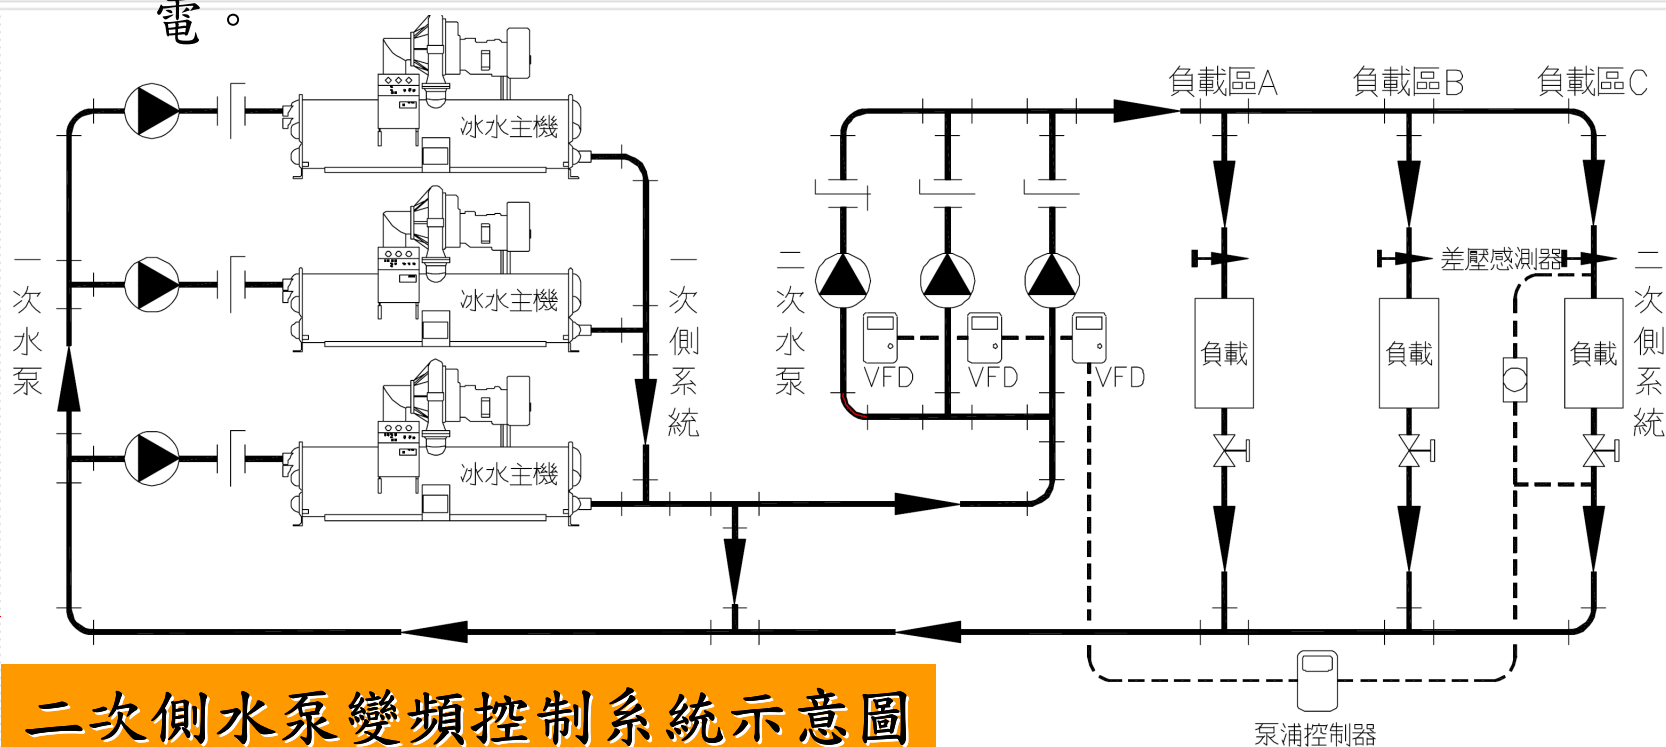 電。
負載區A
負載區B
負載區C
冰水主機
冰水主機
冰水主機
一次水泵
一次側系統
二次水泵
VFD
VFD
VFD
差壓感測器
負載
負載
負載
二次側系統
泵浦控制器
二次側水泵變頻控制系統示意圖